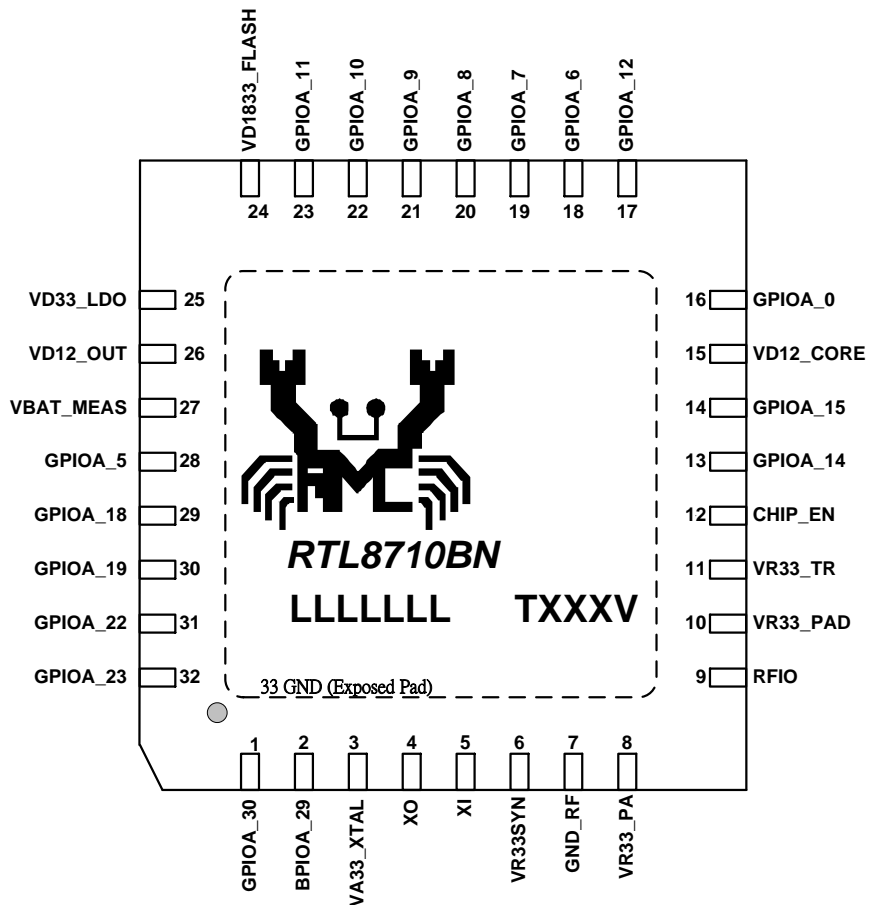 VD1833_FLASH
GPIOA_11
GPIOA_10
GPIOA_9
GPIOA_8
GPIOA_7
GPIOA_6
GPIOA_12
24 23 22 21 20 19 18 17
VD33_LDO 25 16 GPIOA_0
VD12_OUT 26 15 VD12_CORE
VBAT_MEAS 27 14 GPIOA_15
GPIOA_5 28 13 GPIOA_14
GPIOA_18 29 12 CHIP_EN
RTL8710BN
GPIOA_19 30 11 VR33_TR
LLLLLLL TXXXV
GPIOA_22 31 10 VR33_PAD
GPIOA_23 32 9 RFIO
33 GND (Exposed Pad)
1 2 3 4 5 6 7 8
GPIOA_30
BPIOA_29
VA33_XTAL
XO
XI
VR33SYN
GND_RF
VR33_PA